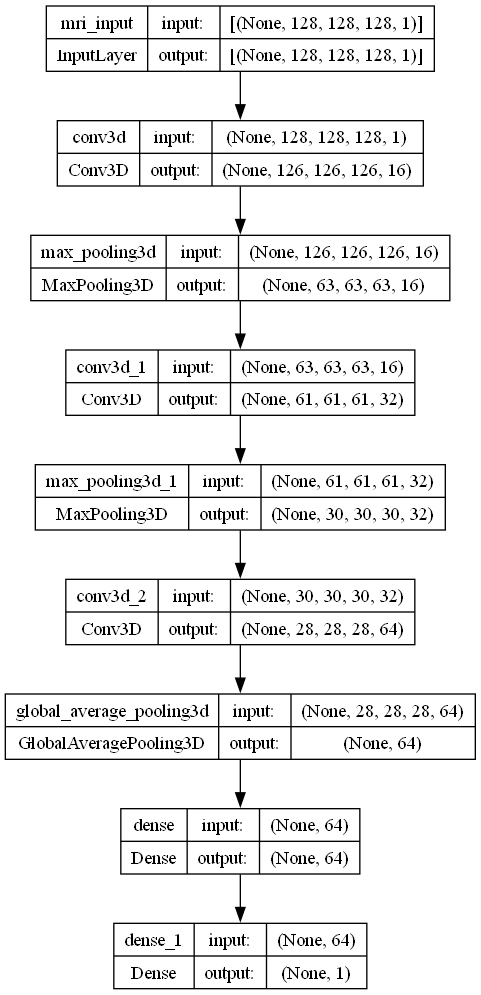 mri_input input: [(None, 128, 128, 128, 1)]
InputLayer output: [(None, 128, 128, 128, 1)]
conv3d input: (None, 128, 128, 128, 1)
Conv3D output: (None, 126, 126, 126, 16)
max_pooling3d input: (None, 126, 126, 126, 16)
MaxPooling3D output: (None, 63, 63, 63, 16)
conv3d_1 input: (None, 63, 63, 63, 16)
Conv3D output: (None, 61, 61, 61, 32)
max_pooling3d_1 input: (None, 61, 61, 61, 32)
MaxPooling3D output: (None, 30, 30, 30, 32)
conv3d_2 input: (None, 30, 30, 30, 32)
Conv3D output: (None, 28, 28, 28, 64)
global_average_pooling3d input: (None, 28, 28, 28, 64)
GlobalAveragePooling3D output: (None, 64)
dense input: (None, 64)
Dense output: (None, 64)
dense_1 input: (None, 64)
Dense output: (None, 1)